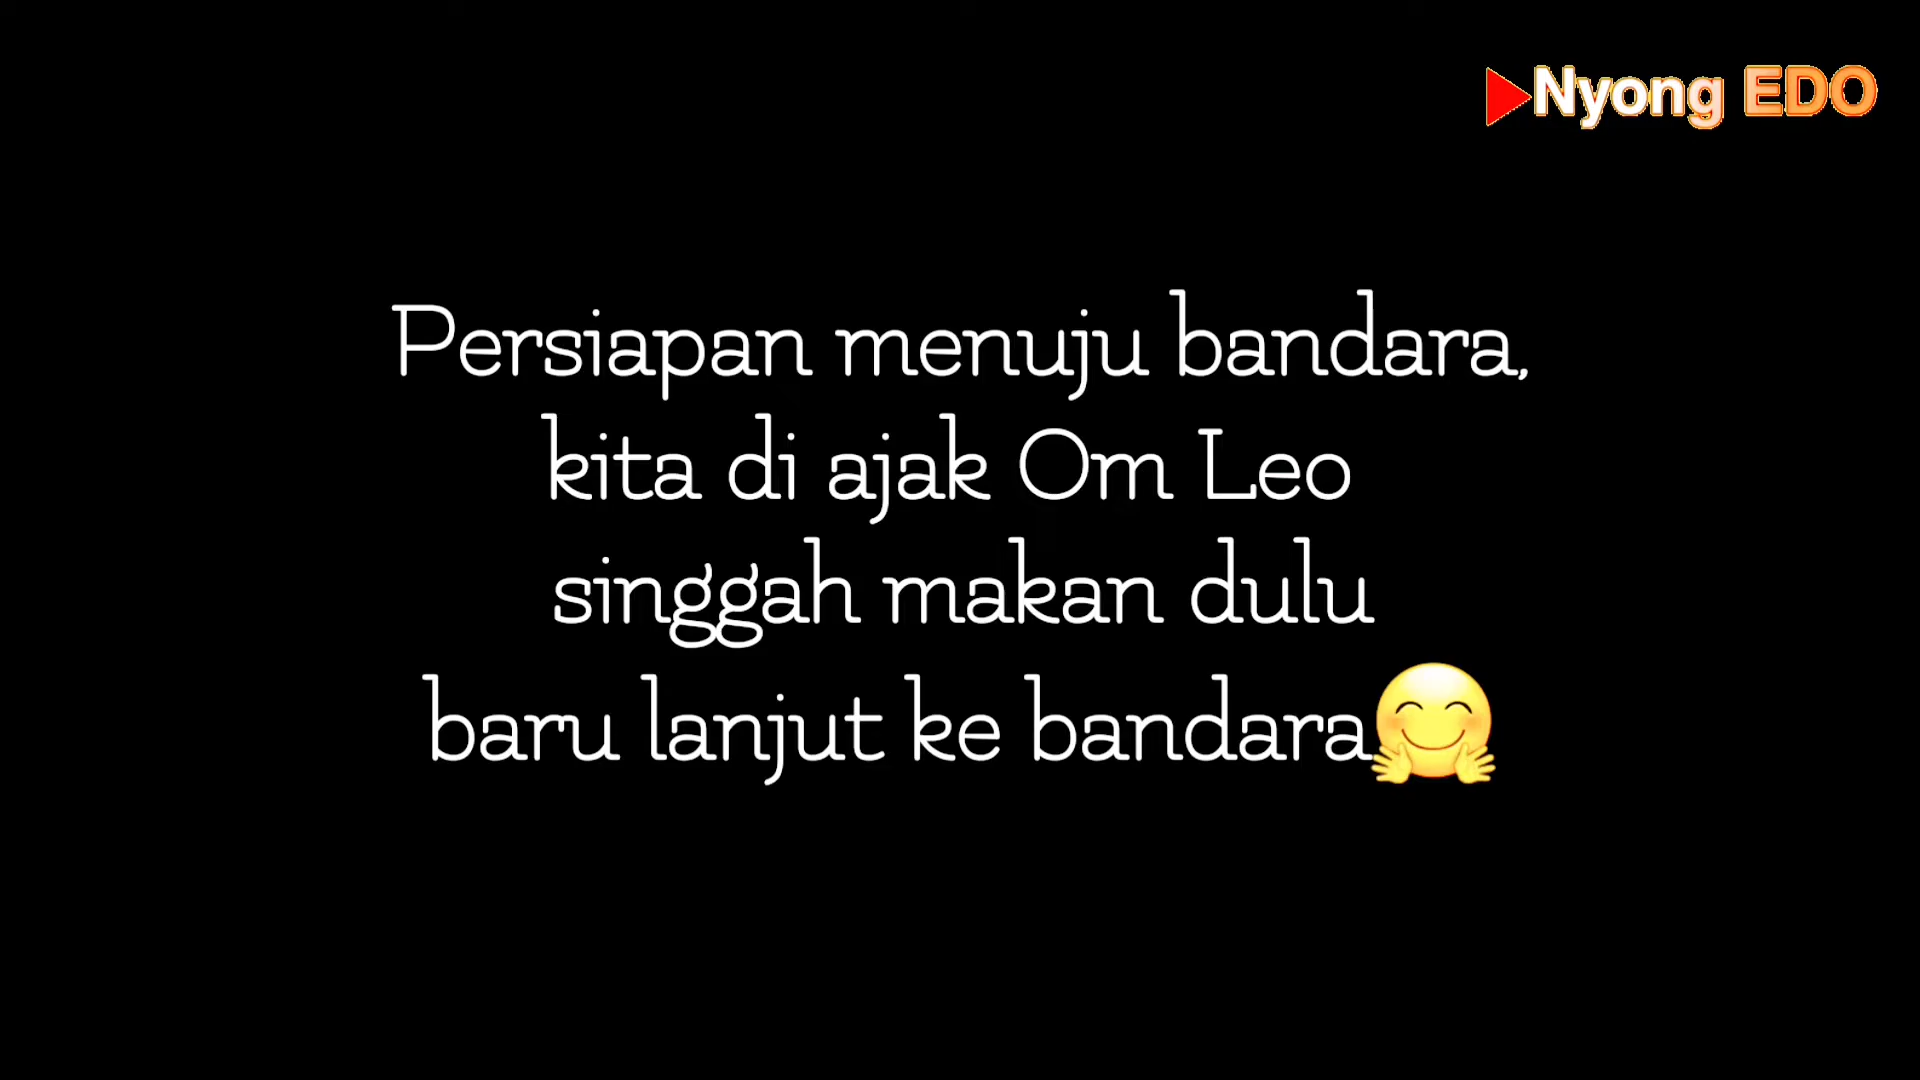 Nyong EDO
Persiapan menuju bandara,
kita di ajak Om Leo
singgah makan dulu
baru lanjut ke bandara🤗